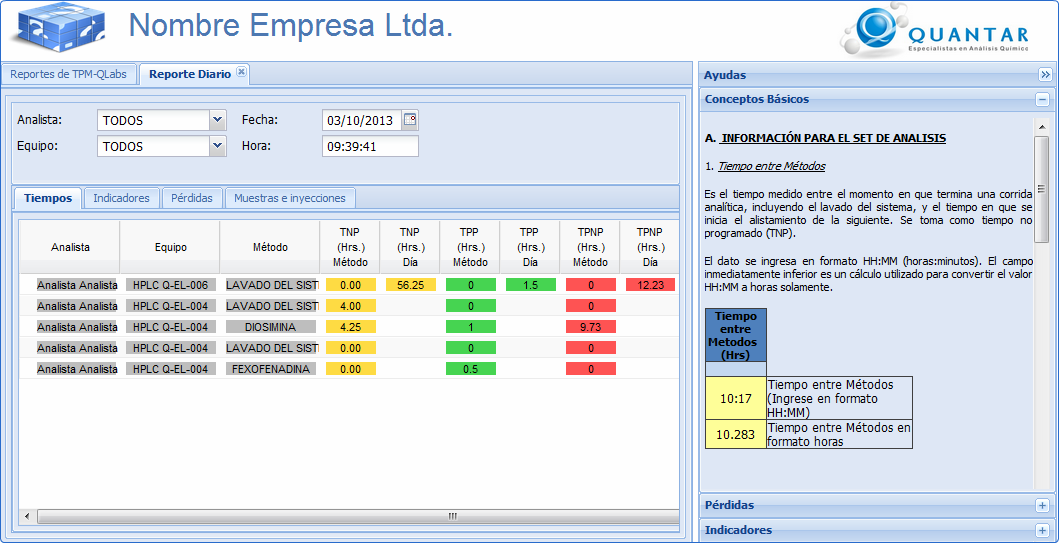 Nombre Empresa Ltda.
QUANTAR
Especialistas en Análisis Químico
Reportes de TPM-QLabs
Reporte Diario
Analista: TODOS Fecha: 03/10/2013
Equipo: TODOS Hora: 09:39:41
Tiempos Indicadores Pérdidas Muestras e inyecciones
Analista Equipo Método TNP (Hrs.) Método TNP (Hrs.) Día TPP (Hrs.) Método TPP (Hrs.) Día TPNP (Hrs.) Método TPNP (Hrs.) Día
Analista Analista HPLC Q-EL-006 LAVADO DEL SIST 0.00 56.25 0 1.5 0 12.23
Analista Analista HPLC Q-EL-004 LAVADO DEL SIST 4.00 0 0
Analista Analista HPLC Q-EL-004 DIOSIMINA 4.25 1 9.73
Analista Analista HPLC Q-EL-004 LAVADO DEL SIST 0.00 0 0
Analista Analista HPLC Q-EL-004 FEXOFENADINA 0.00 0.5 0
Ayudas
Conceptos Básicos
A. INFORMACIÓN PARA EL SET DE ANALISIS
1. Tiempo entre Métodos
Es el tiempo medido entre el momento en que termina una corrida
analítica, incluyendo el lavado del sistema, y el tiempo en que se
inicia el alistamiento de la siguiente. Se toma como tiempo no
programado (TNP).
El dato se ingresa en formato HH:MM (horas:minutos). El campo
inmediatamente inferior es un cálculo utilizado para convertir el valor
HH:MM a horas solamente.
Tiempo
entre
Metodos
(Hrs)
10:17 Tiempo entre Métodos
(Ingrese en formato
HH:MM)
10.283 Tiempo entre Métodos en
formato horas
Pérdidas
Indicadores